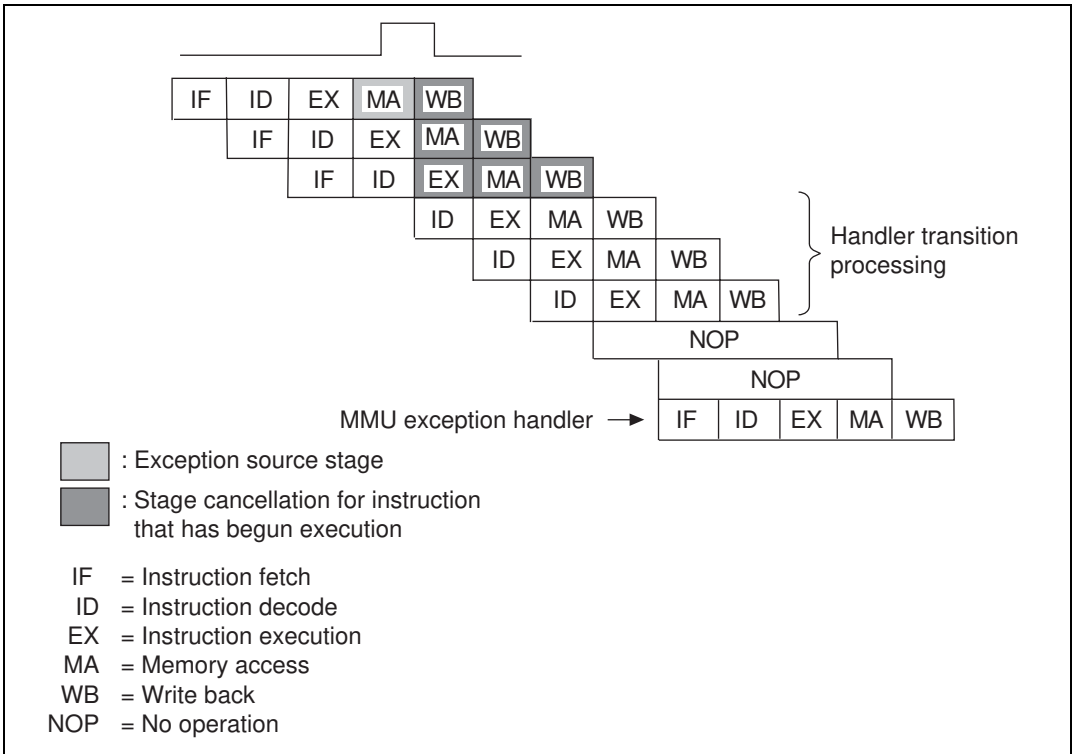 IF ID EX MA WB
IF ID EX MA WB
IF ID EX MA WB
ID EX MA WB
ID EX MA WB
ID EX MA WB
Handler transition
processing
NOP
NOP
MMU exception handler → IF ID EX MA WB
: Exception source stage
: Stage cancellation for instruction
that has begun execution
IF = Instruction fetch
ID = Instruction decode
EX = Instruction execution
MA = Memory access
WB = Write back
NOP = No operation